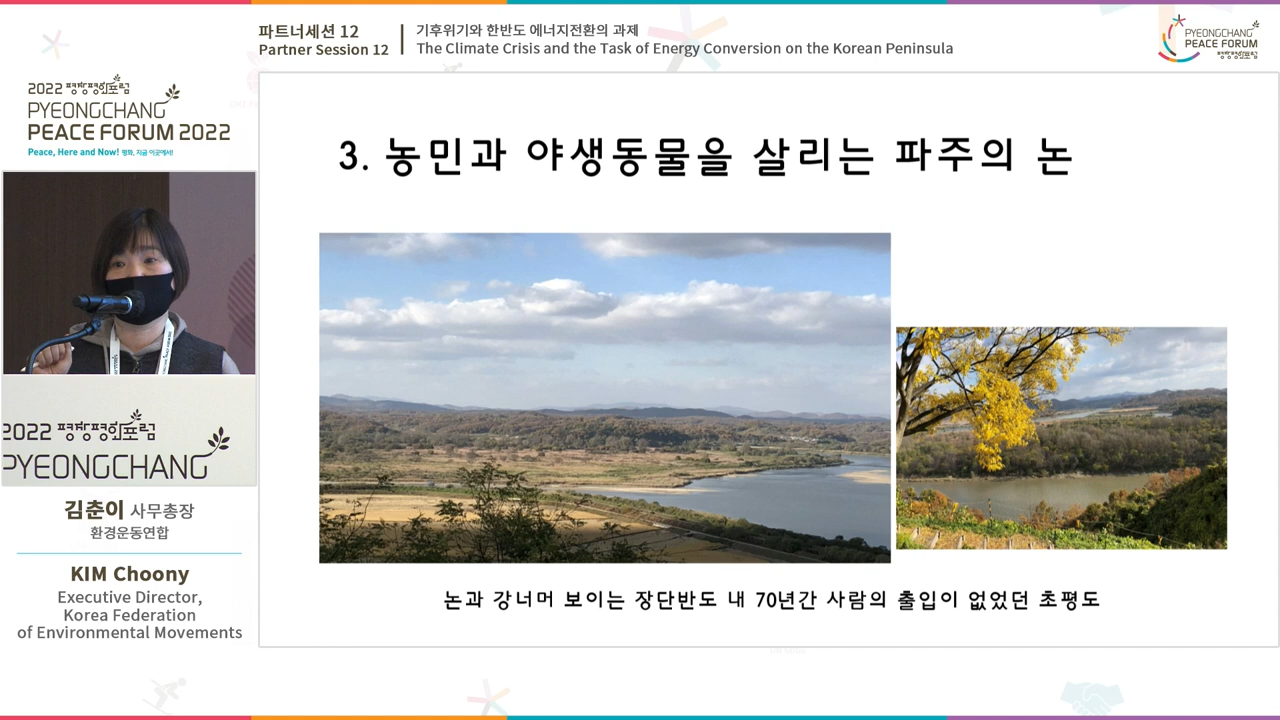 파트너세션 12
Partner Session 12
기후위기와 한반도 에너지전환의 과제
The Climate Crisis and the Task of Energy Conversion on the Korean Peninsula
PYEONGCHANG
PEACE FORUM
평창평화포럼
2022 평창평화포럼
PYEONGCHANG
PEACE FORUM 2022
Peace, Here and Now! 평화, 지금 이곳에서!
3. 농민과 야생동물을 살리는 파주의 논
논과 강너머 보이는 장단반도 내 70년간 사람의 출입이 없었던 초평도
2022 평창평화포럼
PYEONGCHANG
김춘이 사무총장
환경운동연합
KIM Choony
Executive Director,
Korea Federation
of Environmental Movements